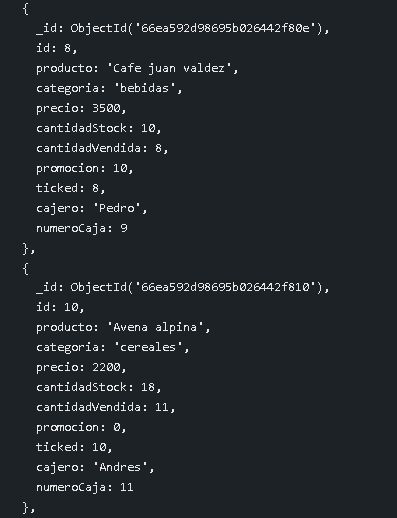 {
_id: ObjectId('66ea592d98695b026442f80e'),
id: 8,
producto: 'Cafe juan valdez',
categoria: 'bebidas',
precio: 3500,
cantidadStock: 10,
cantidadVendida: 8,
promocion: 10,
ticked: 8,
cajero: 'Pedro',
numeroCaja: 9
},
{
_id: ObjectId('66ea592d98695b026442f810'),
id: 10,
producto: 'Avena alpina',
categoria: 'cereales',
precio: 2200,
cantidadStock: 18,
cantidadVendida: 11,
promocion: 0,
ticked: 10,
cajero: 'Andres',
numeroCaja: 11
},